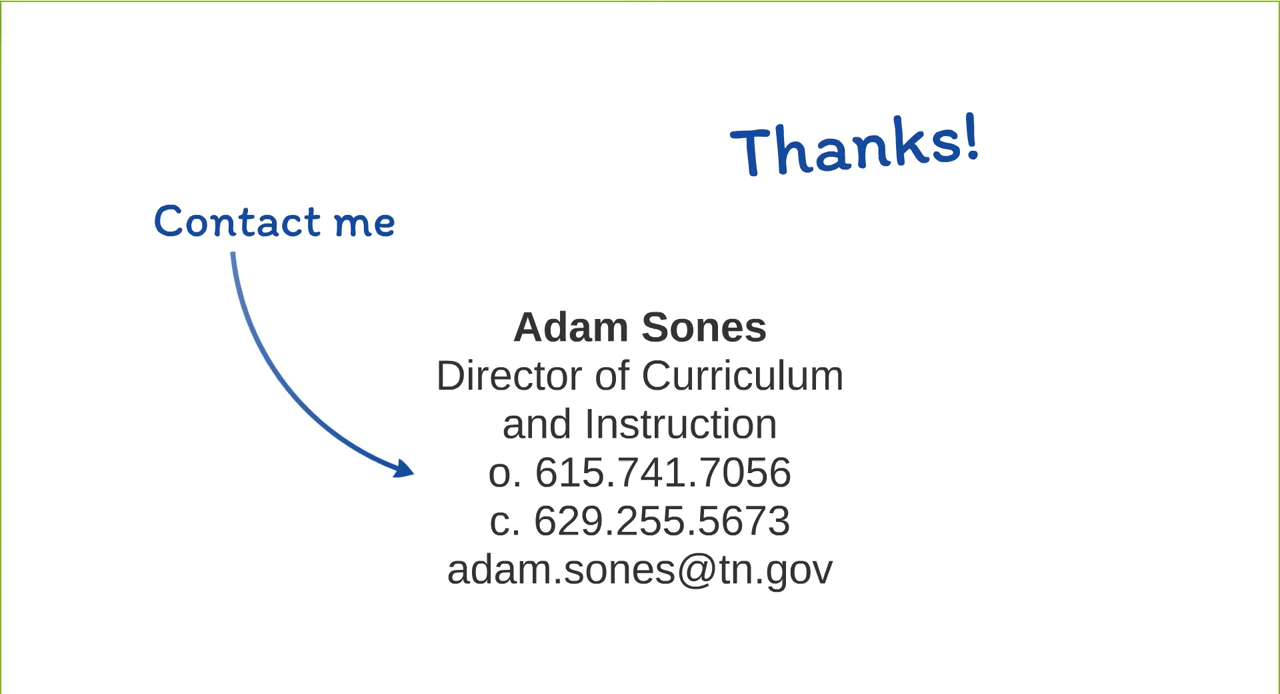 Thanks!
Contact me
Adam Sones
Director of Curriculum
and Instruction
o. 615.741.7056
c. 629.255.5673
adam.sones@tn.gov